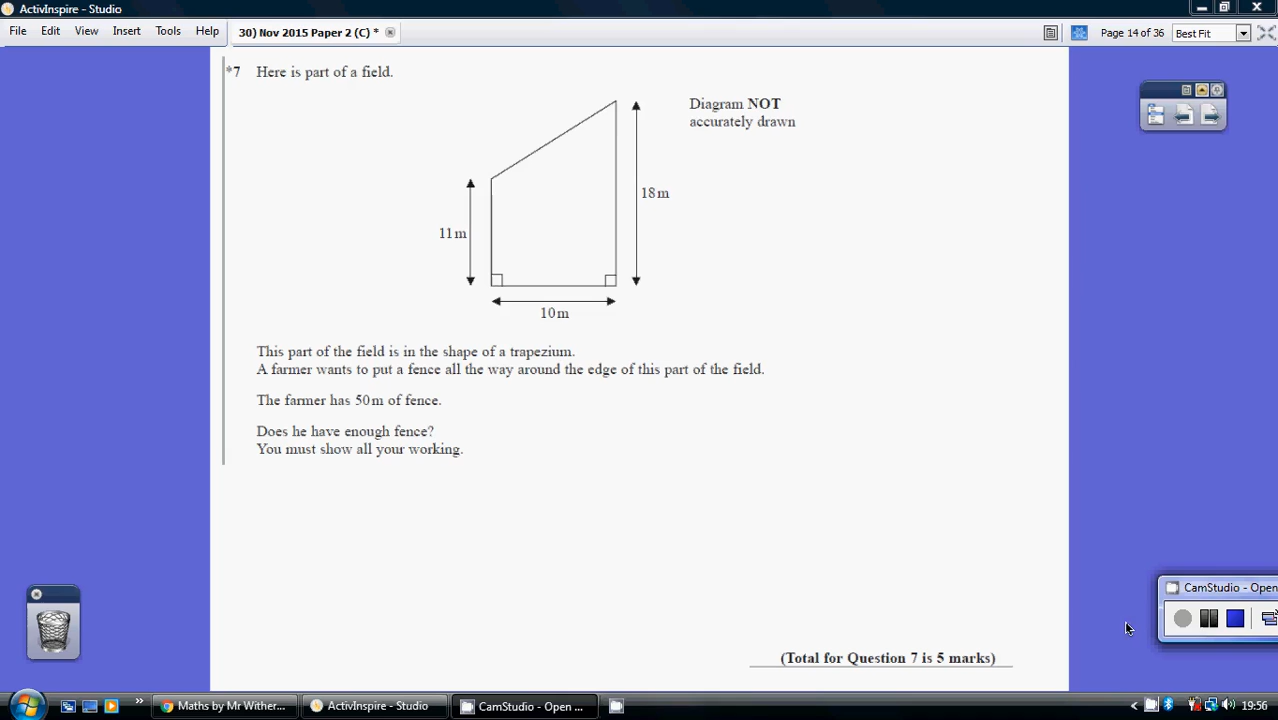 ActivInspire - Studio
File Edit View Insert Tools Help
30) Nov 2015 Paper 2 (C) *
Page 14 of 36
Best Fit
*7 Here is part of a field.
Diagram NOT
accurately drawn
18 m
11 m
10 m
This part of the field is in the shape of a trapezium.
A farmer wants to put a fence all the way around the edge of this part of the field.
The farmer has 50 m of fence.
Does he have enough fence?
You must show all your working.
CamStudio - Open
(Total for Question 7 is 5 marks)
Maths by Mr Wither...
ActivInspire - Studio
CamStudio - Open ...
19:56